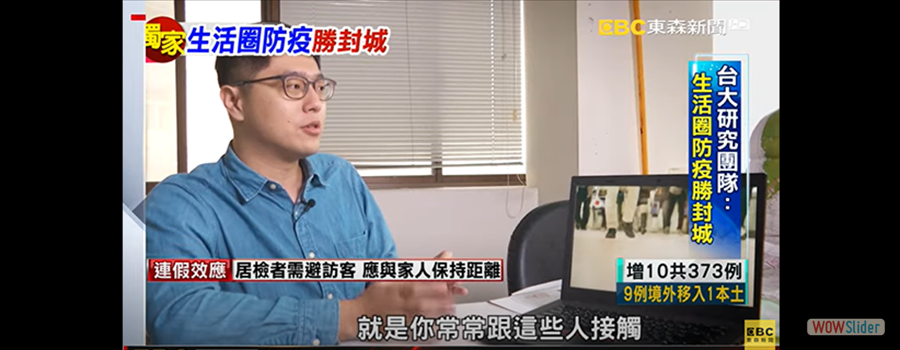 獨家
生活圈防疫勝封城
EBC東森新聞
台大研究團隊：
生活圈防疫勝封城
連假效應
居檢者需避訪客 應與家人保持距離
增10共373例
9例境外移入1本土
就是你常常跟這些人接觸
EBC
東森新聞
WOWSlider